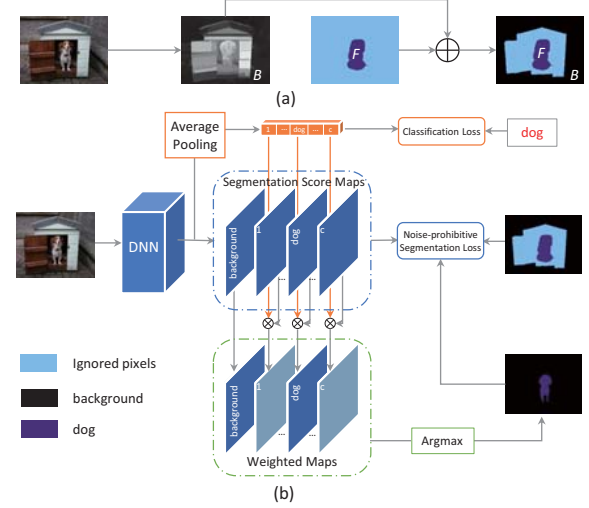 B
F
F
B
(a)
Average
Pooling
1 ... dog ... c
Classification Loss
dog
Segmentation Score Maps
DNN
background
1
...
dog
...
c
Noise-prohibitive
Segmentation Loss
Ignored pixels
background
dog
background
1
...
dog
...
c
Argmax
Weighted Maps
(b)